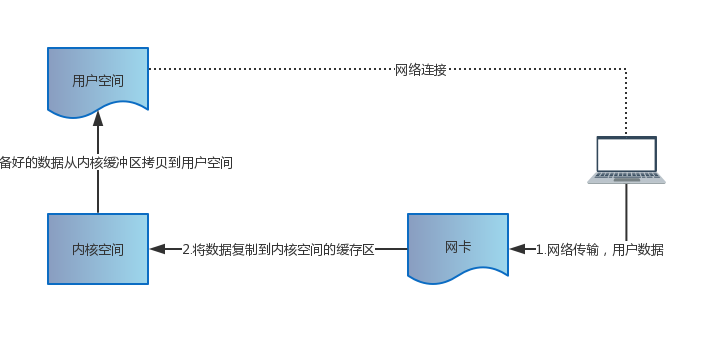 用户空间
网络连接
备好的数据从内核缓冲区拷贝到用户空间
内核空间
2.将数据复制到内核空间的缓存区
网卡
1.网络传输，用户数据